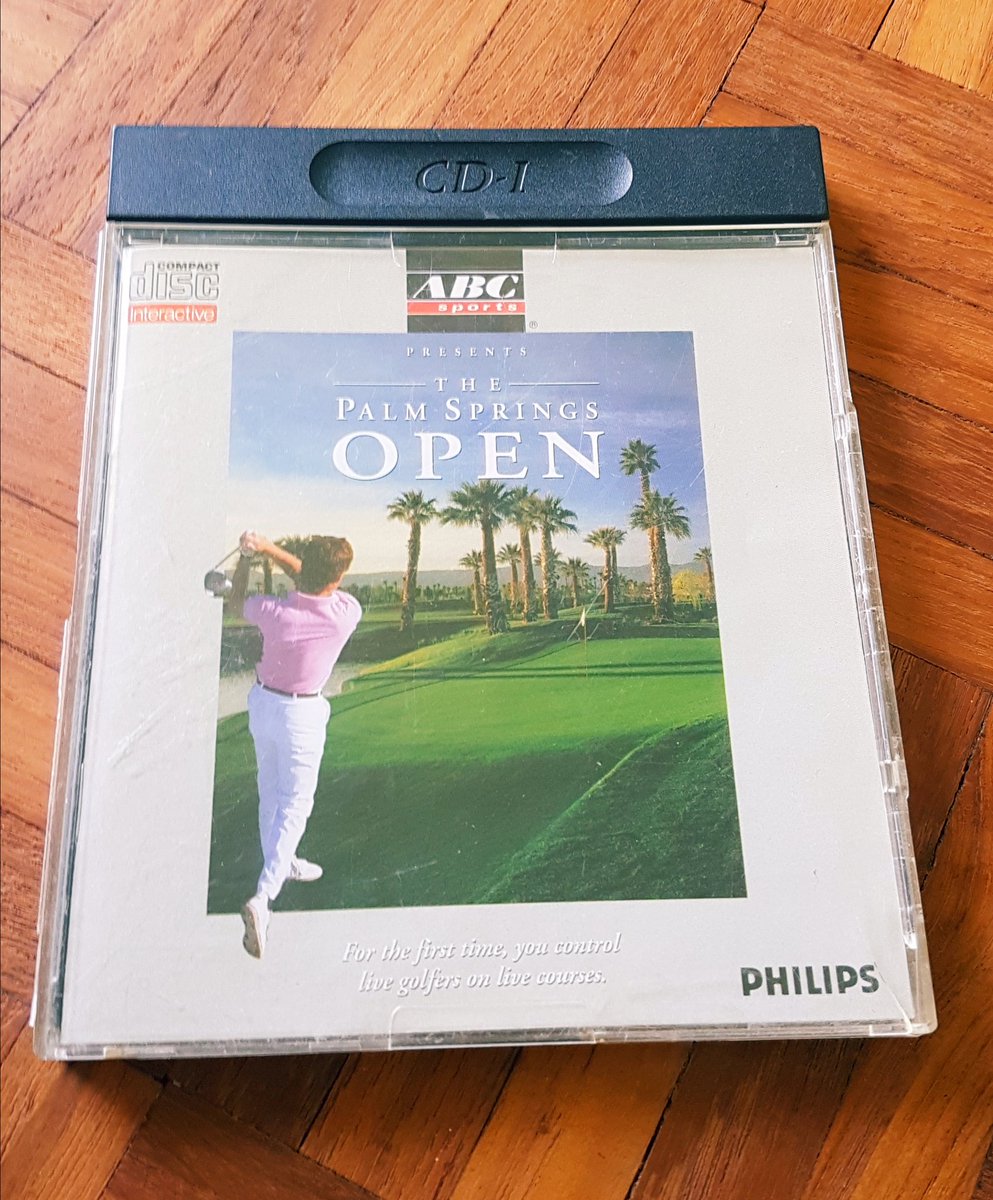 CD-I
COMPACT
disc
Interactive
ABC
sports
®
PRESENTS
THE
PALM SPRINGS
OPEN
For the first time, you control
live golfers on live courses.
PHILIPS